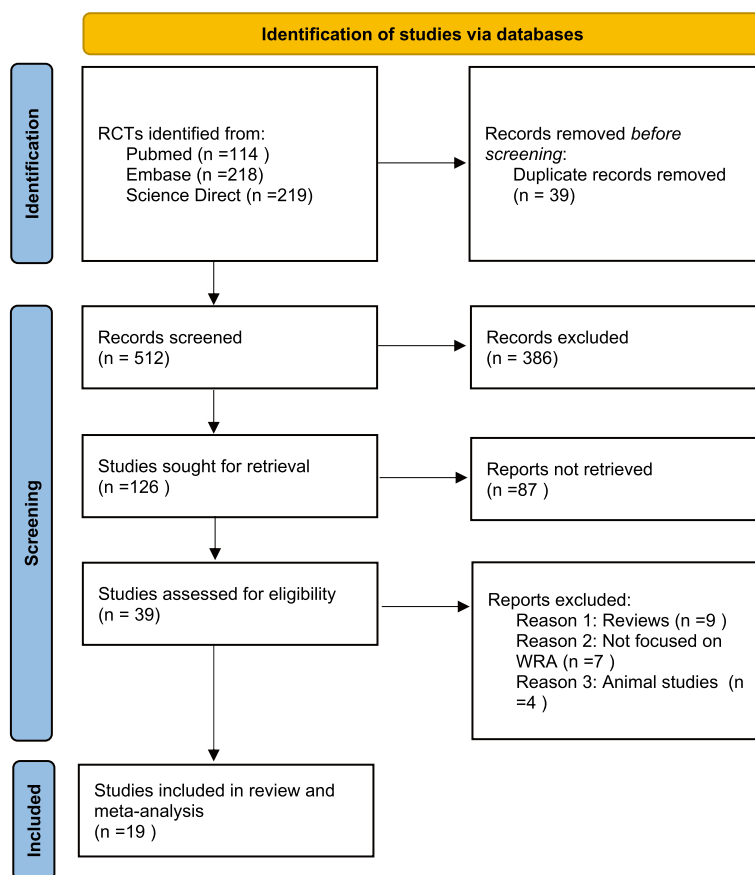 Identification of studies via databases
Identification
RCTs identified from:
Pubmed (n =114 )
Embase (n =218)
Science Direct (n =219)
Records removed before
screening:
Duplicate records removed
(n = 39)
Screening
Records screened
(n = 512)
Records excluded
(n = 386)
Studies sought for retrieval
(n =126 )
Reports not retrieved
(n =87 )
Studies assessed for eligibility
(n = 39)
Reports excluded:
Reason 1: Reviews (n =9 )
Reason 2: Not focused on
WRA (n =7 )
Reason 3: Animal studies  (n
=4 )
Included
Studies included in review and
meta-analysis
(n =19 )